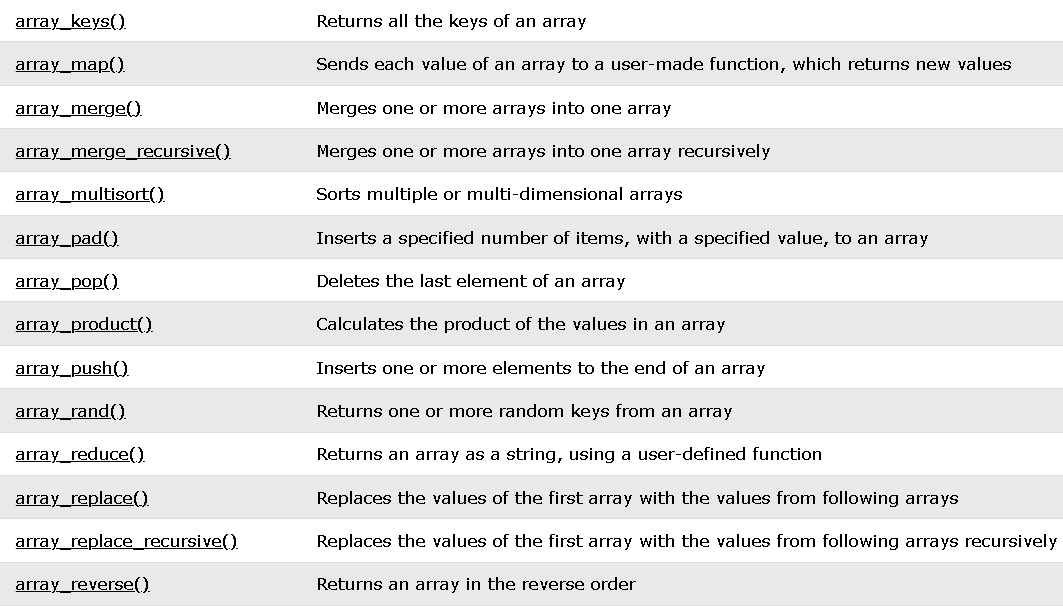 array_keys() Returns all the keys of an array
array_map() Sends each value of an array to a user-made function, which returns new values
array_merge() Merges one or more arrays into one array
array_merge_recursive() Merges one or more arrays into one array recursively
array_multisort() Sorts multiple or multi-dimensional arrays
array_pad() Inserts a specified number of items, with a specified value, to an array
array_pop() Deletes the last element of an array
array_product() Calculates the product of the values in an array
array_push() Inserts one or more elements to the end of an array
array_rand() Returns one or more random keys from an array
array_reduce() Returns an array as a string, using a user-defined function
array_replace() Replaces the values of the first array with the values from following arrays
array_replace_recursive() Replaces the values of the first array with the values from following arrays recursively
array_reverse() Returns an array in the reverse order